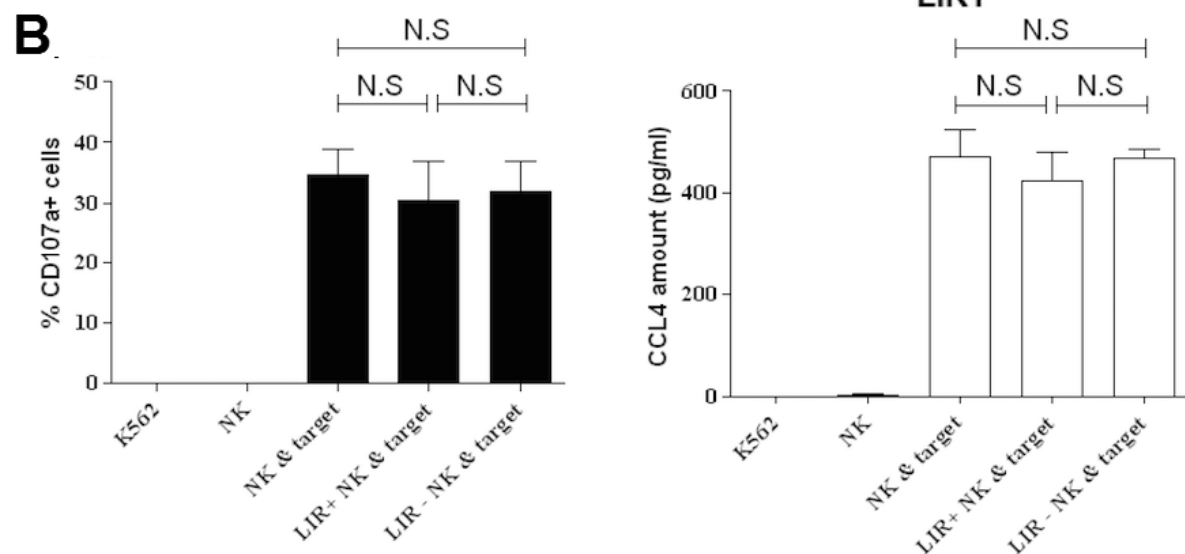 B
N.S
N.S N.S
50
40
30
20
10
0
% CD107a+ cells
K562
NK
NK & target
LIR+ NK & target
LIR - NK & target
LIR1
N.S
N.S N.S
600
400
200
0
CCL4 amount (pg/ml)
K562
NK
NK & target
LIR+ NK & target
LIR - NK & target